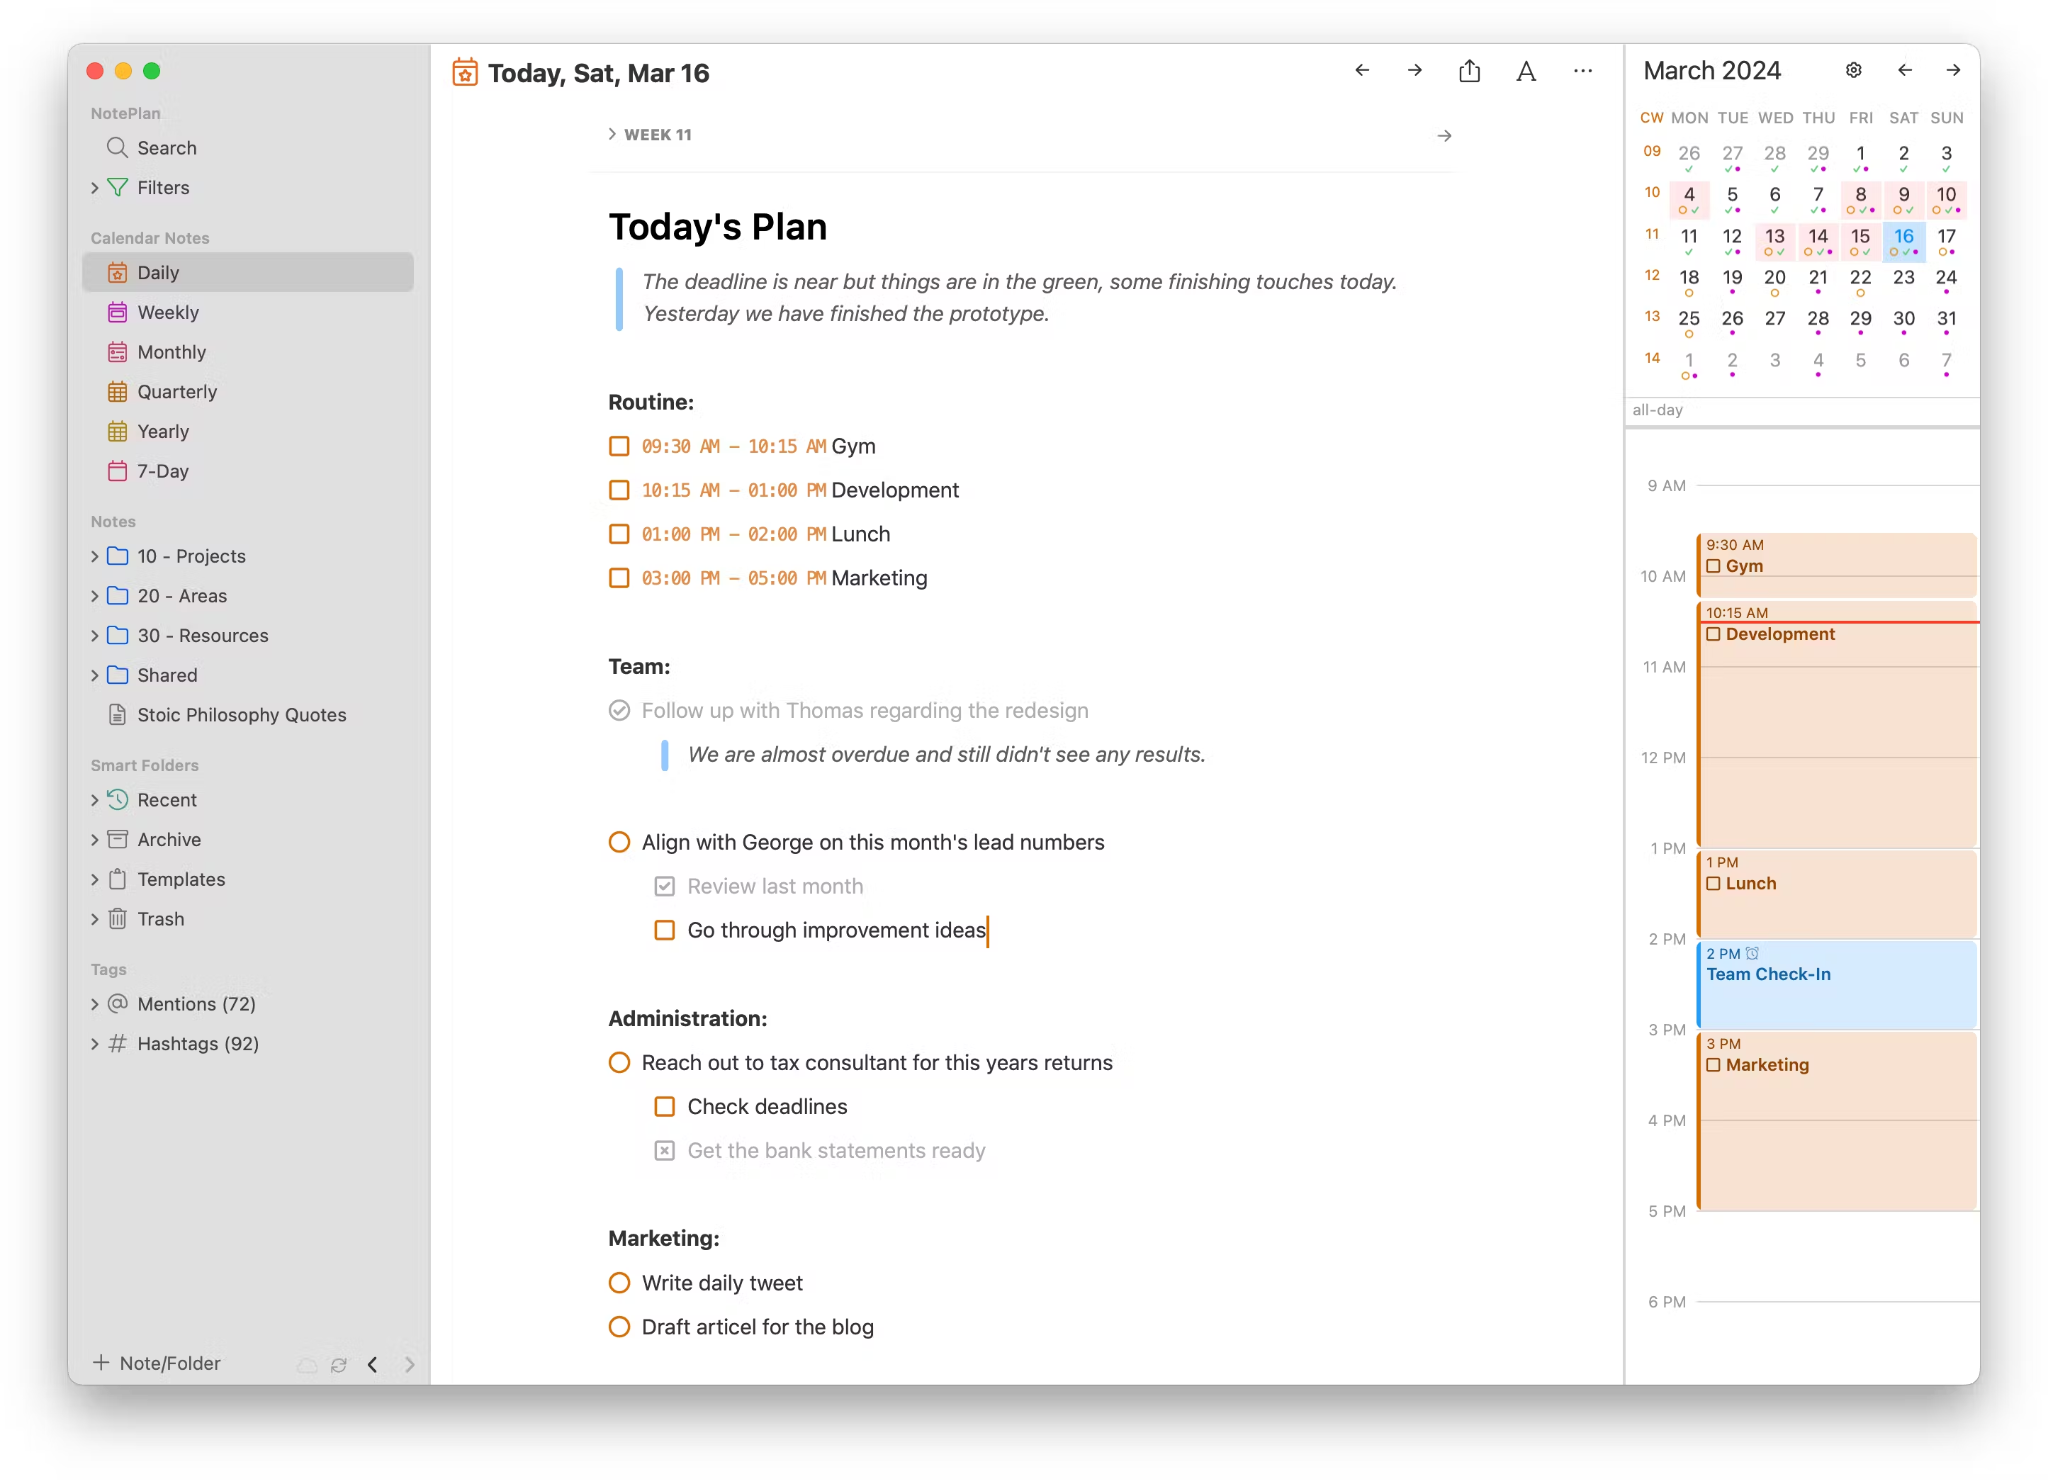 NotePlan
Search
Filters
Calendar Notes
Daily
Weekly
Monthly
Quarterly
Yearly
7-Day
Notes
10 - Projects
20 - Areas
30 - Resources
Shared
Stoic Philosophy Quotes
Smart Folders
Recent
Archive
Templates
Trash
Tags
Mentions (72)
Hashtags (92)
Note/Folder
Today, Sat, Mar 16
WEEK 11
Today's Plan
The deadline is near but things are in the green, some finishing touches today.
Yesterday we have finished the prototype.
Routine:
09:30 AM – 10:15 AM Gym
10:15 AM – 01:00 PM Development
01:00 PM – 02:00 PM Lunch
03:00 PM – 05:00 PM Marketing
Team:
Follow up with Thomas regarding the redesign
We are almost overdue and still didn't see any results.
Align with George on this month's lead numbers
Review last month
Go through improvement ideas
Administration:
Reach out to tax consultant for this years returns
Check deadlines
Get the bank statements ready
Marketing:
Write daily tweet
Draft articel for the blog
March 2024
CW MON TUE WED THU FRI SAT SUN
09 26 27 28 29 1 2 3
10 4 5 6 7 8 9 10
11 11 12 13 14 15 16 17
12 18 19 20 21 22 23 24
13 25 26 27 28 29 30 31
14 1 2 3 4 5 6 7
all-day
9 AM
9:30 AM
Gym
10 AM
10:15 AM
Development
11 AM
12 PM
1 PM
1 PM
Lunch
2 PM
2 PM
Team Check-In
3 PM
3 PM
Marketing
4 PM
5 PM
6 PM